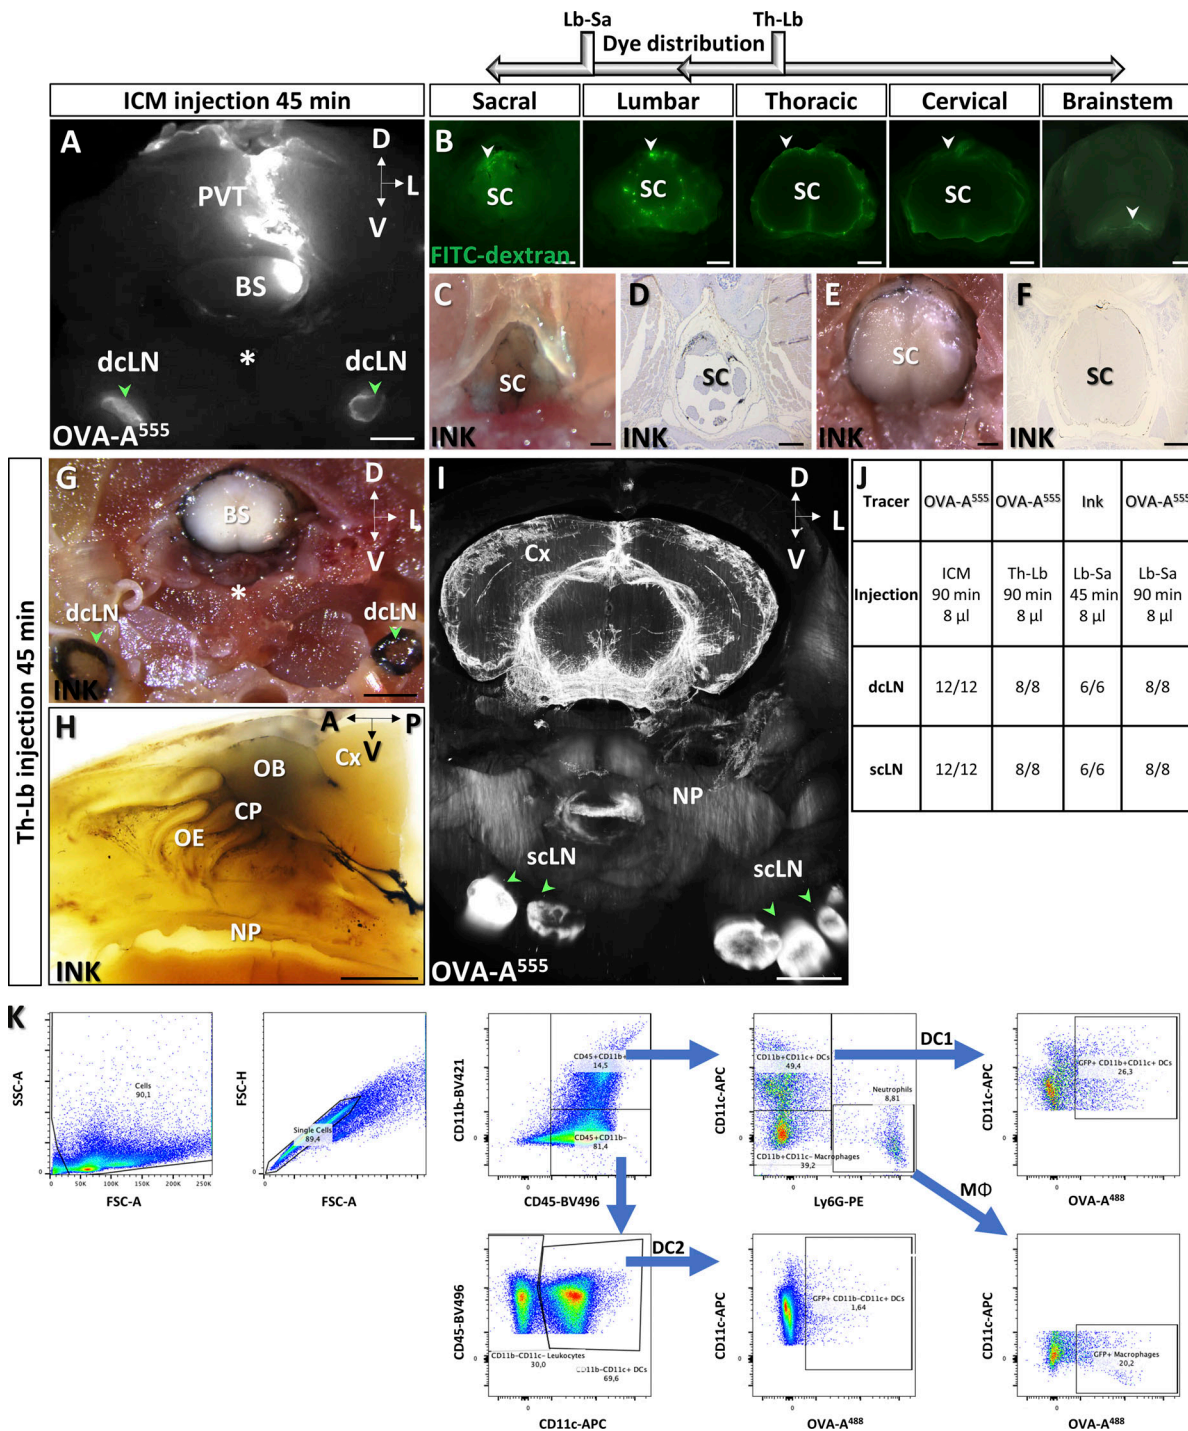 Lb-Sa
Th-Lb
Dye distribution
ICM injection 45 min
Sacral
Lumbar
Thoracic
Cervical
Brainstem
A
D
L
V
PVT
BS
dcLN
dcLN
*
OVA-A555
B
SC
SC
SC
SC
FITC-dextran
C
SC
INK
D
SC
INK
E
SC
INK
F
SC
INK
Th-Lb injection 45 min
G
BS
D
L
V
*
dcLN
dcLN
INK
H
A
P
V
Cx
OB
CP
OE
NP
INK
I
D
L
V
Cx
NP
scLN
scLN
OVA-A555
J
Tracer OVA-A555 OVA-A555 Ink OVA-A555
Injection ICM 90 min 8 µl Th-Lb 90 min 8 µl Lb-Sa 45 min 8 µl Lb-Sa 90 min 8 µl
dcLN 12/12 8/8 6/6 8/8
scLN 12/12 8/8 6/6 8/8
K
SSC-A
Cells
90,1
0 50K 100K 150K 200K 250K
FSC-A
FSC-H
Single Cells
89,4
FSC-A
CD11b-BV421
CD45+CD11b+
14,5
CD45+CD11b-
81,4
CD45-BV496
CD11c-APC
CD11b+CD11c+ DCs
49,4
Neutrophils
8,81
CD11b+CD11c- Macrophages
39,2
Ly6G-PE
DC1
CD11c-APC
GFP+ CD11b+CD11c+ DCs
26,3
OVA-A488
MΦ
CD45-BV496
CD11b-CD11c- Leukocytes
30,0
CD11b-CD11c+ DCs
69,6
CD11c-APC
DC2
CD11c-APC
GFP+ CD11b-CD11c+ DCs
1,64
OVA-A488
CD11c-APC
GFP+ Macrophages
20,2
OVA-A488